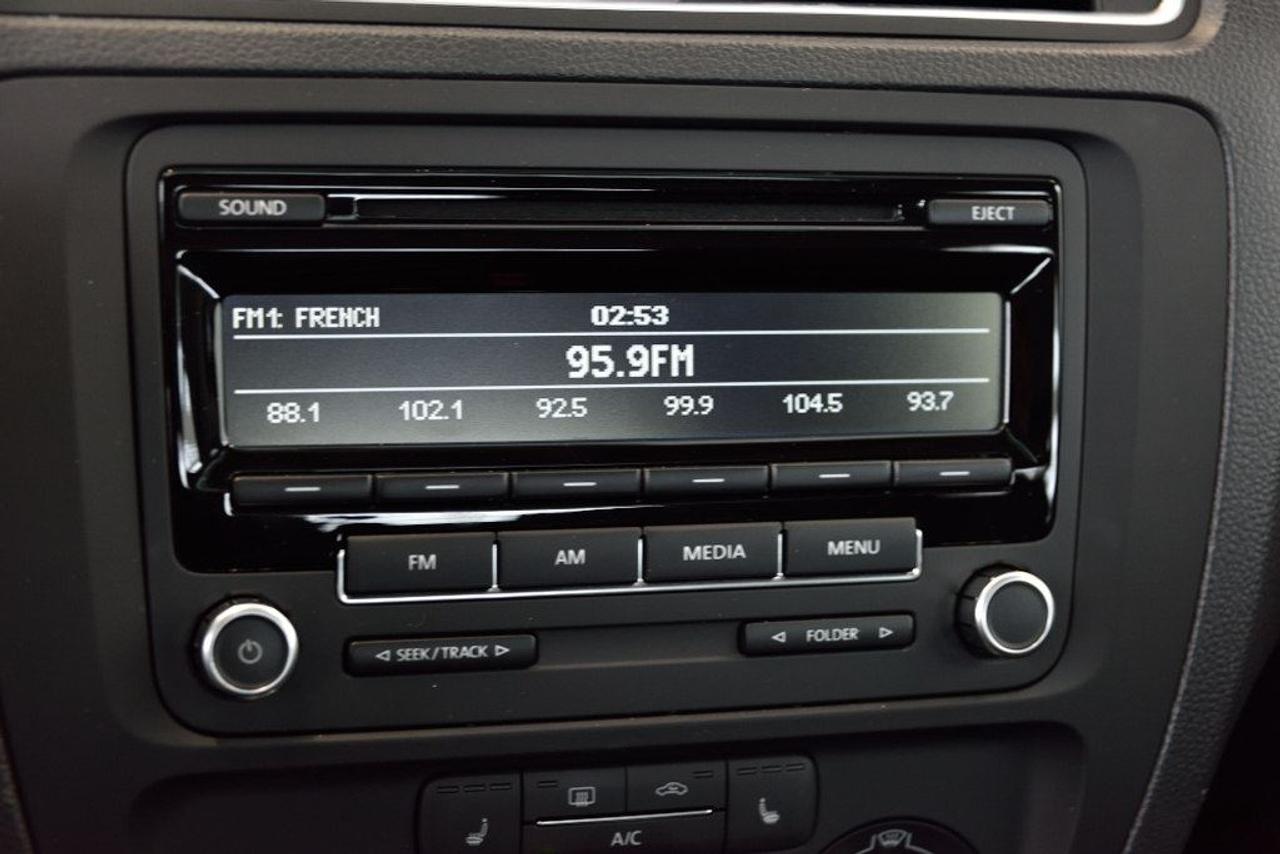 SOUND EJECT
FM1: FRENCH 02:53
95.9FM
88.1 102.1 92.5 99.9 104.5 93.7
FM AM MEDIA MENU
SEEK/TRACK FOLDER
A/C